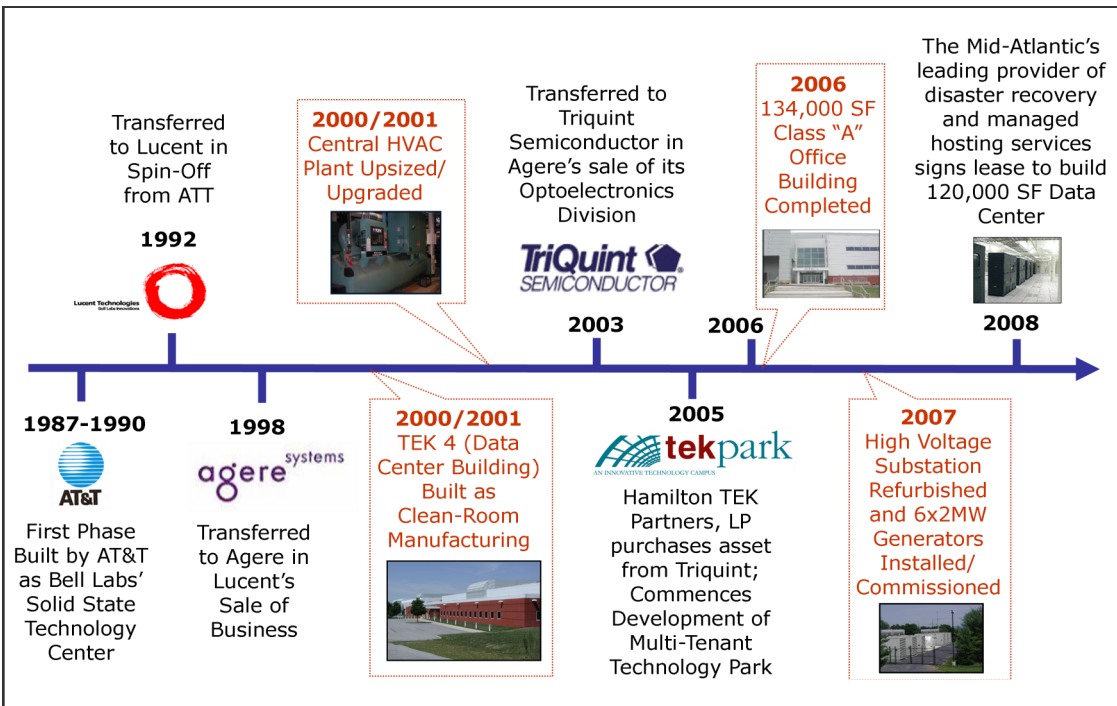 Transferred
to Lucent in
Spin-Off
from ATT
1992
Lucent Technologies
Bell Labs Innovations
2000/2001
Central HVAC
Plant Upsized/
Upgraded
Transferred to
Triquint
Semiconductor in
Agere's sale of its
Optoelectronics
Division
TriQuint
SEMICONDUCTOR
2003
2006
134,000 SF
Class "A"
Office
Building
Completed
2006
The Mid-Atlantic's
leading provider of
disaster recovery
and managed
hosting services
signs lease to build
120,000 SF Data
Center
2008
1987-1990
AT&T
First Phase
Built by AT&T
as Bell Labs'
Solid State
Technology
Center
1998
agere systems
Transferred
to Agere in
Lucent's
Sale of
Business
2000/2001
TEK 4 (Data
Center Building)
Built as
Clean-Room
Manufacturing
2005
tekpark
AN INNOVATIVE TECHNOLOGY CAMPUS
Hamilton TEK
Partners, LP
purchases asset
from Triquint;
Commences
Development of
Multi-Tenant
Technology Park
2007
High Voltage
Substation
Refurbished
and 6x2MW
Generators
Installed/
Commissioned